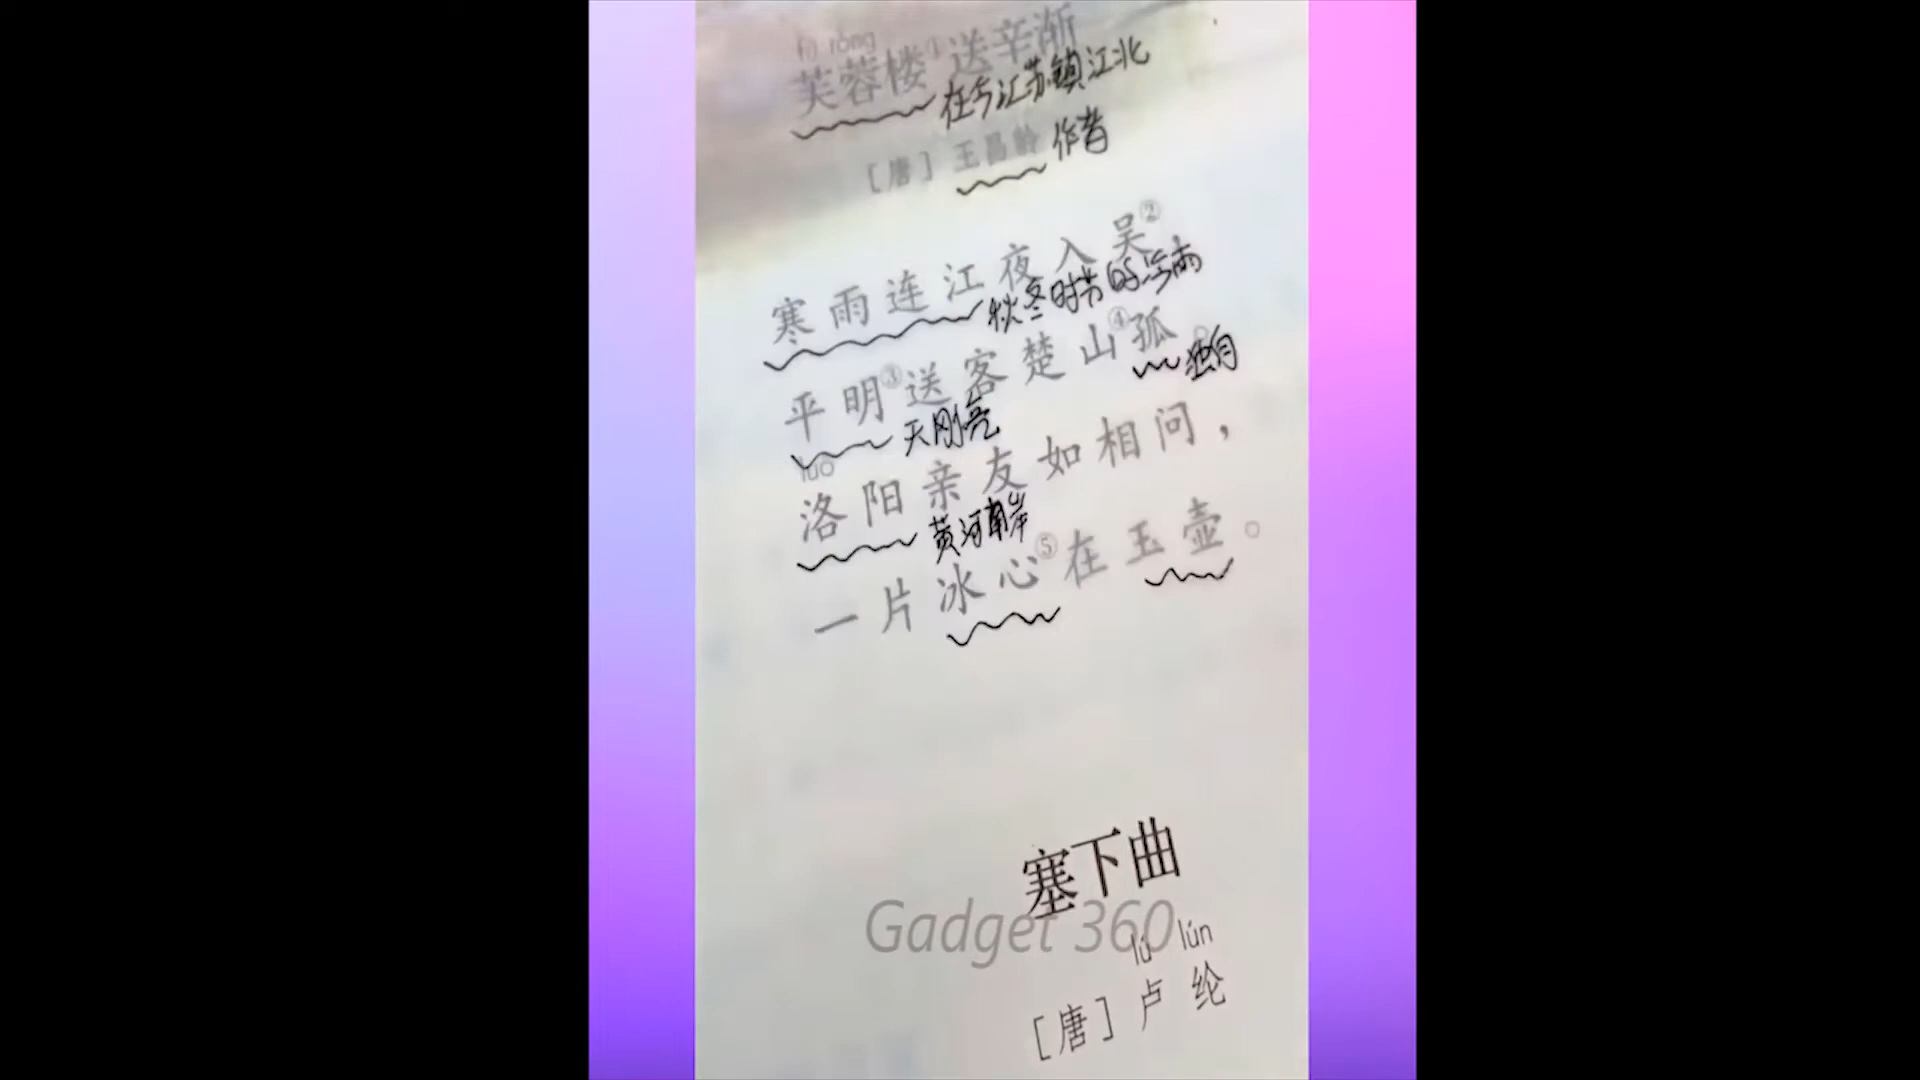 fú róng
芙蓉楼①送辛渐
在今江苏镇江北
[唐] 王昌龄
作者
寒雨连江夜入吴②,
秋冬时节的冷雨
平明③送客楚山④孤。
独自
天刚亮
luò
洛阳亲友如相问,
黄河南岸
一片冰心⑤在玉壶。
塞下曲
Gadget 360
lú lún
[唐] 卢 纶